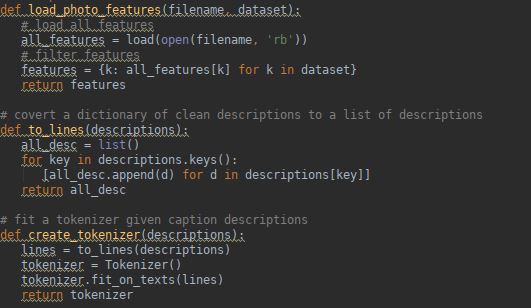 def load_photo_features(filename, dataset):
    # load all features
    all_features = load(open(filename, 'rb'))
    # filter features
    features = {k: all_features[k] for k in dataset}
    return features

# covert a dictionary of clean descriptions to a list of descriptions
def to_lines(descriptions):
    all_desc = list()
    for key in descriptions.keys():
        [all_desc.append(d) for d in descriptions[key]]
    return all_desc

# fit a tokenizer given caption descriptions
def create_tokenizer(descriptions):
    lines = to_lines(descriptions)
    tokenizer = Tokenizer()
    tokenizer.fit_on_texts(lines)
    return tokenizer